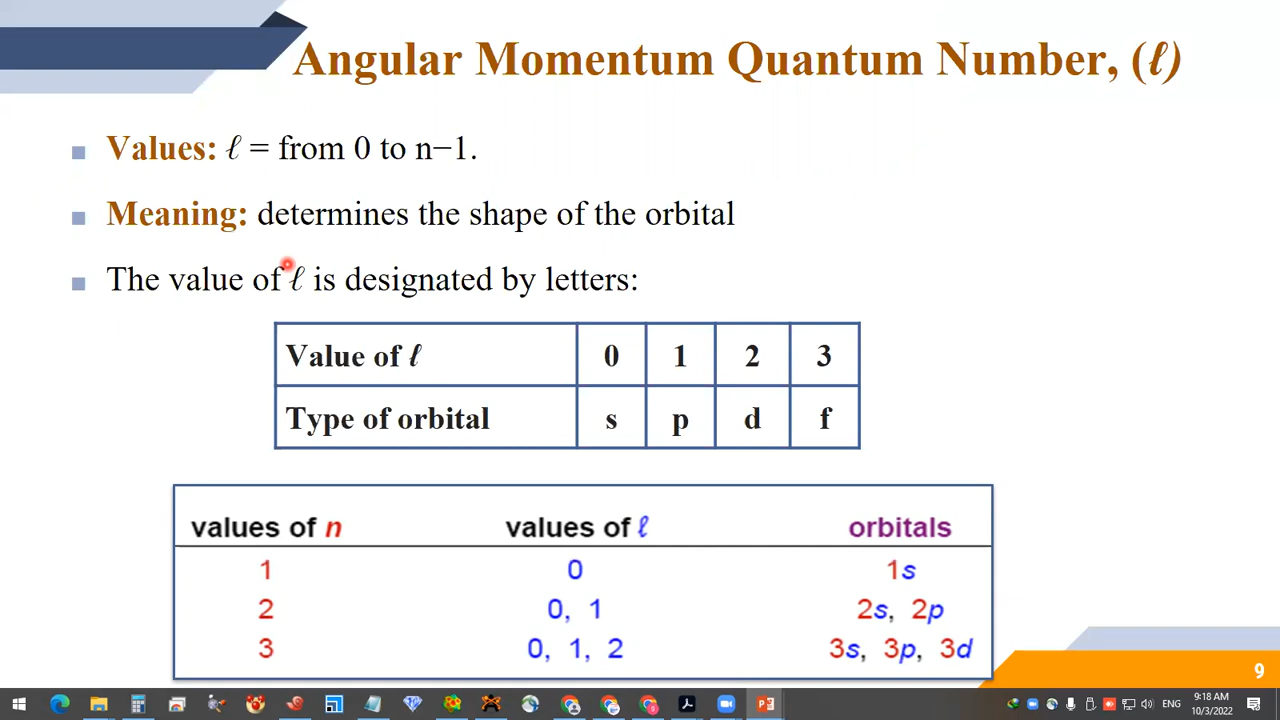 Angular Momentum Quantum Number, (ℓ)
Values: ℓ = from 0 to n−1.
Meaning: determines the shape of the orbital
The value of ℓ is designated by letters:
Value of ℓ 0 1 2 3
Type of orbital s p d f
values of n values of ℓ orbitals
1 0 1s
2 0, 1 2s, 2p
3 0, 1, 2 3s, 3p, 3d
9
9:18 AM
10/3/2022